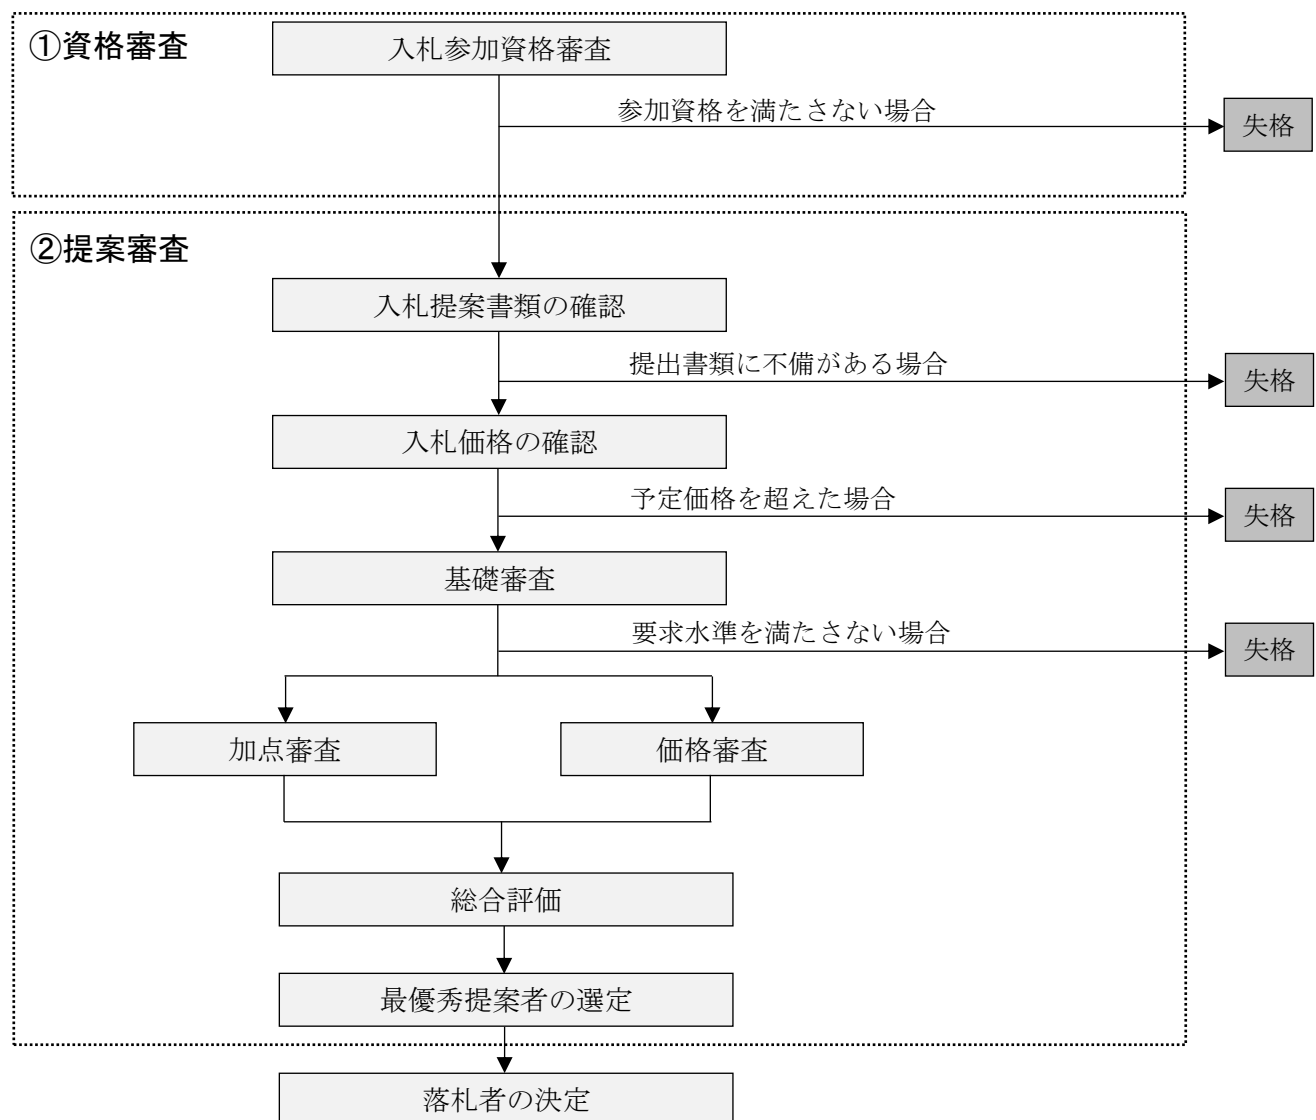 ①資格審査
入札参加資格審査
参加資格を満たさない場合
失格
②提案審査
入札提案書類の確認
提出書類に不備がある場合
失格
入札価格の確認
予定価格を超えた場合
失格
基礎審査
要求水準を満たさない場合
失格
加点審査
価格審査
総合評価
最優秀提案者の選定
落札者の決定